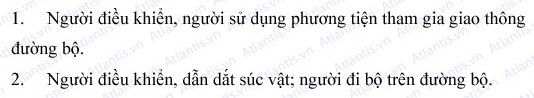 1. Người điều khiển, người sử dụng phương tiện tham gia giao thông
đường bộ.
2. Người điều khiển, dẫn dắt súc vật; người đi bộ trên đường bộ.